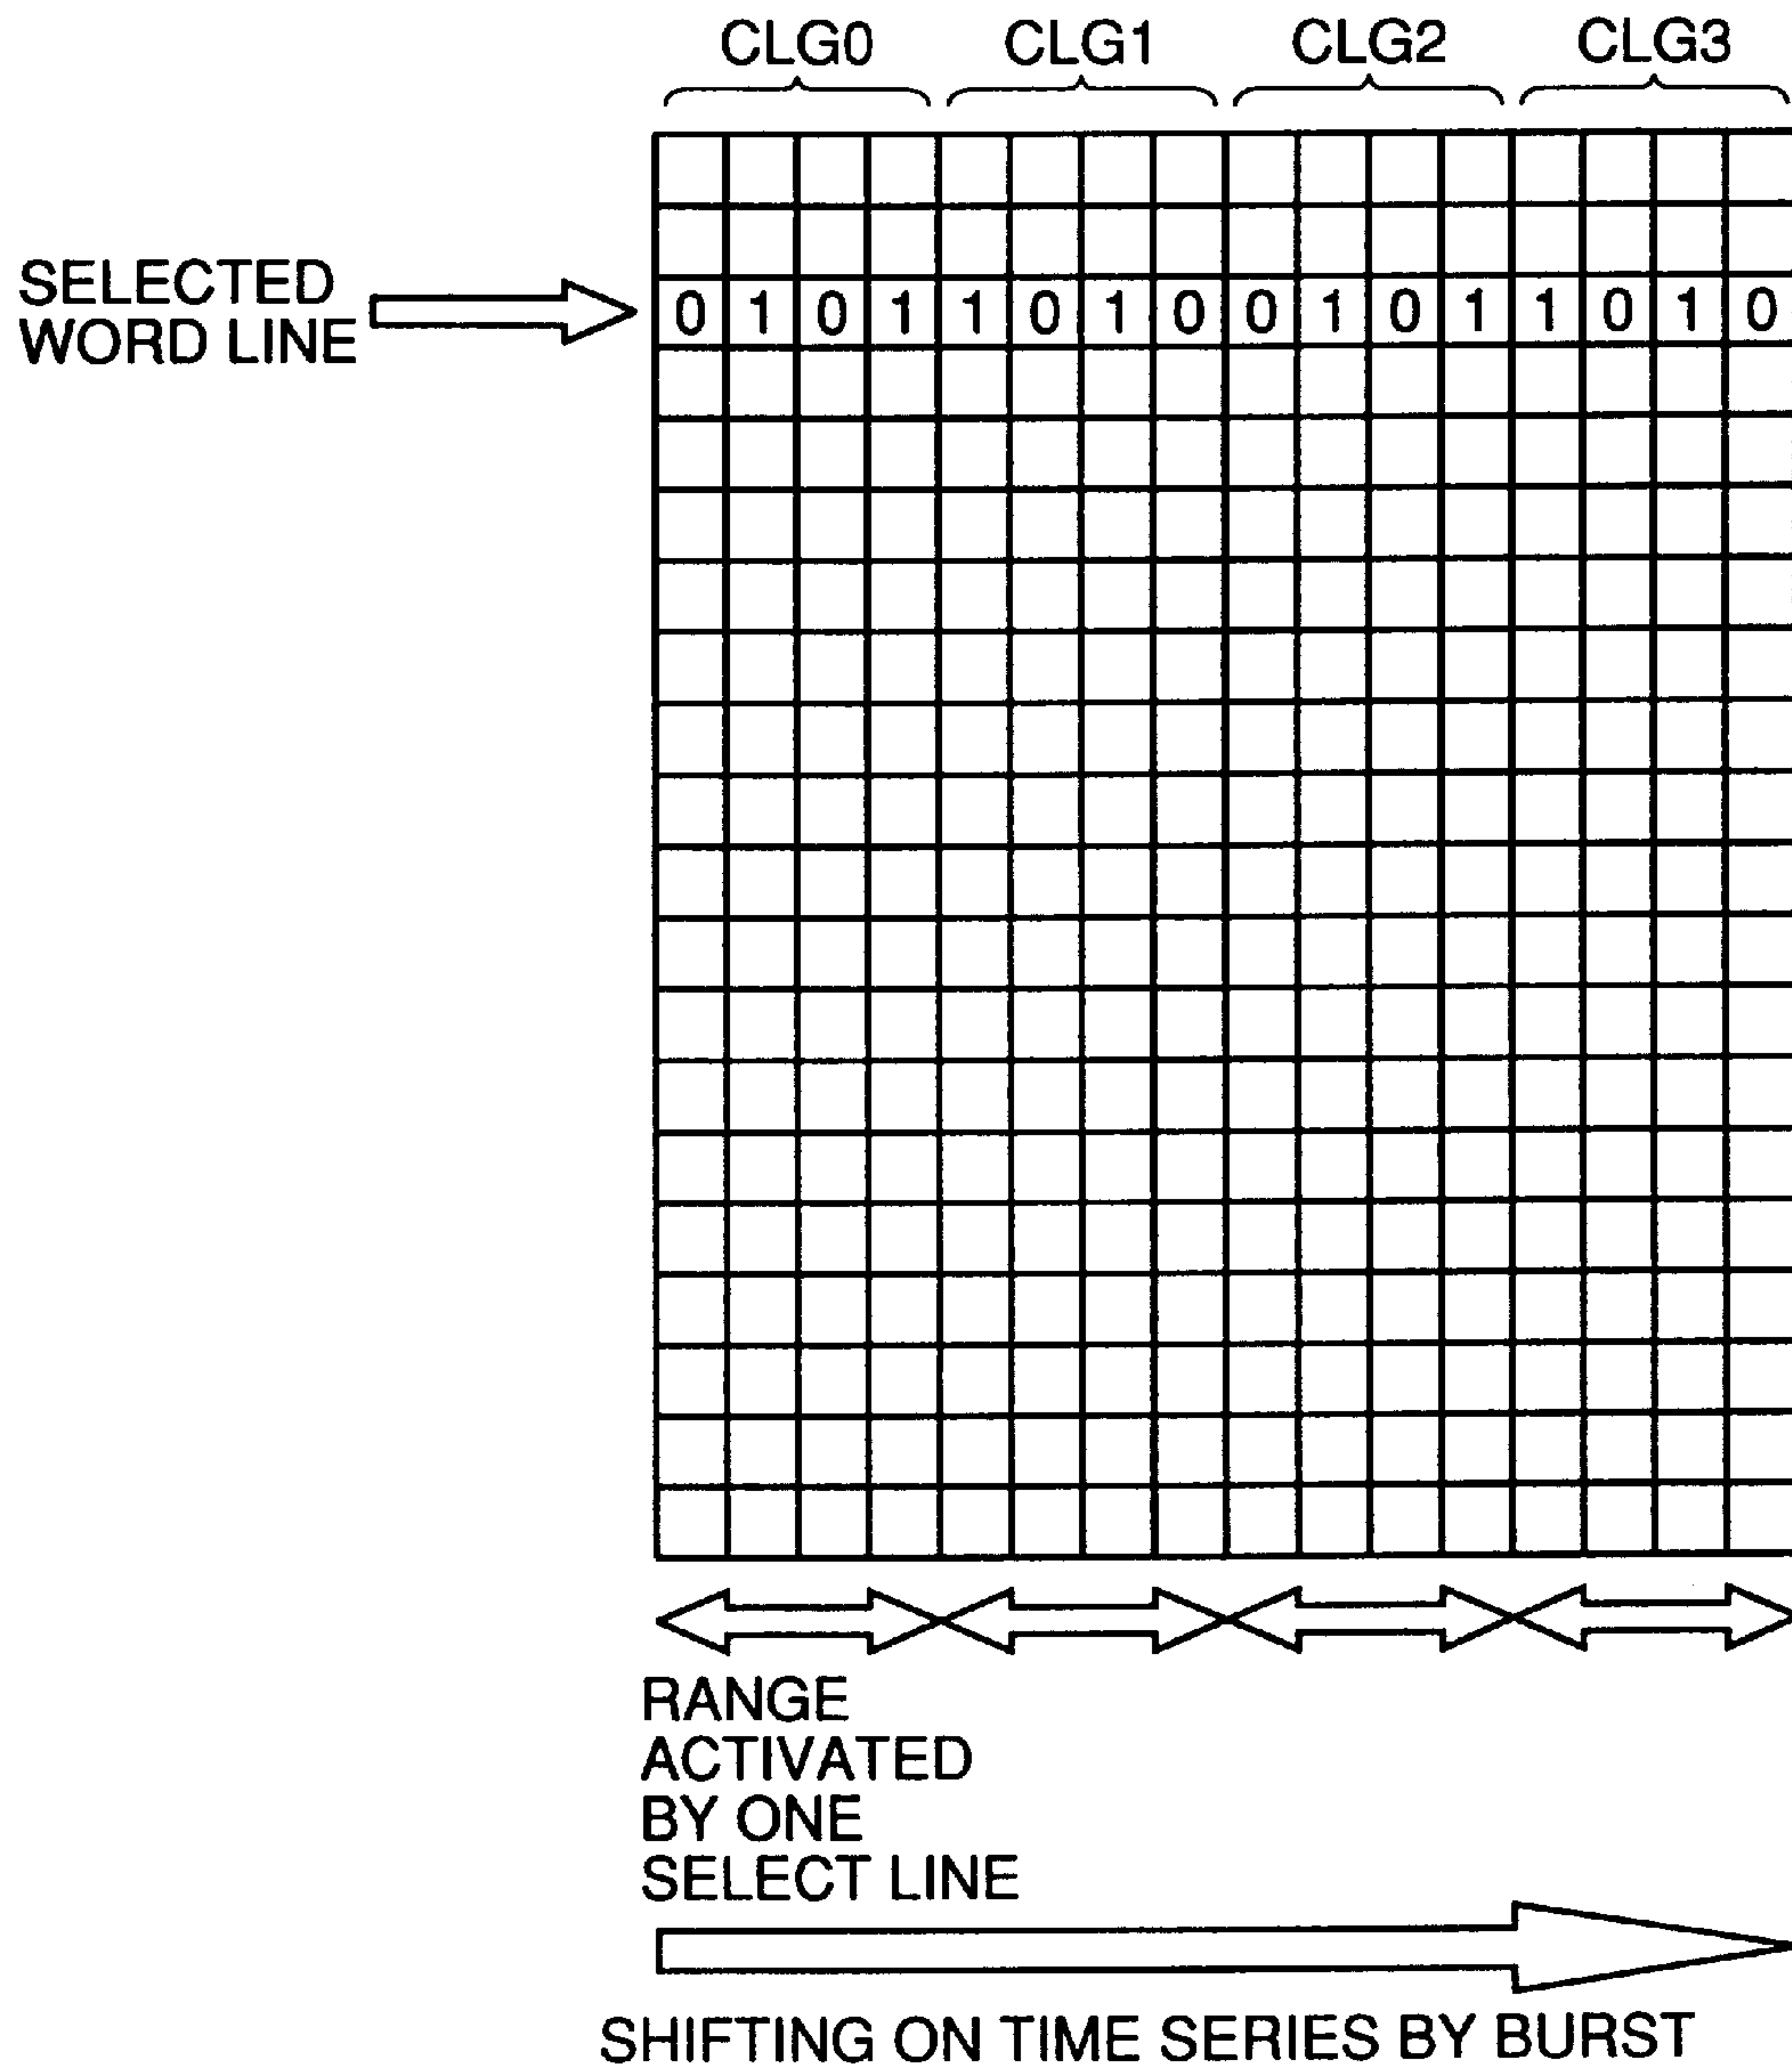 CLG0 CLG1 CLG2 CLG3
SELECTED
WORD LINE
0 1 0 1 1 0 1 0 0 1 0 1 1 0 1 0
RANGE
ACTIVATED
BY ONE
SELECT LINE
SHIFTING ON TIME SERIES BY BURST